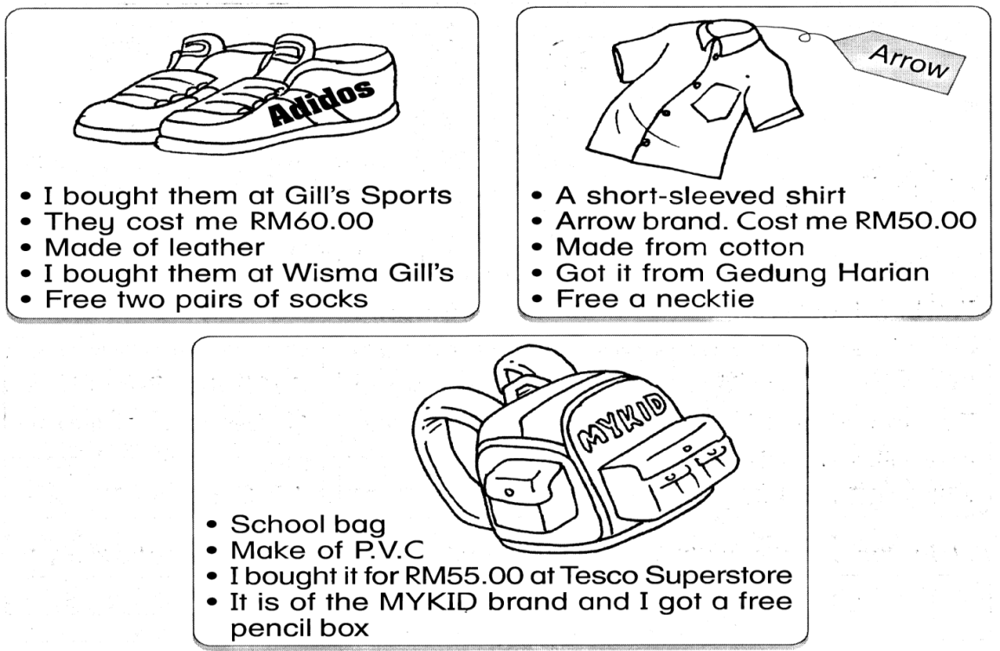 Adidos
• I bought them at Gill's Sports
• They cost me RM60.00
• Made of leather
• I bought them at Wisma Gill's
• Free two pairs of socks
Arrow
• A short-sleeved shirt
• Arrow brand. Cost me RM50.00
• Made from cotton
• Got it from Gedung Harian
• Free a necktie
MYKID
• School bag
• Make of P.V.C
• I bought it for RM55.00 at Tesco Superstore
• It is of the MYKID brand and I got a free
pencil box